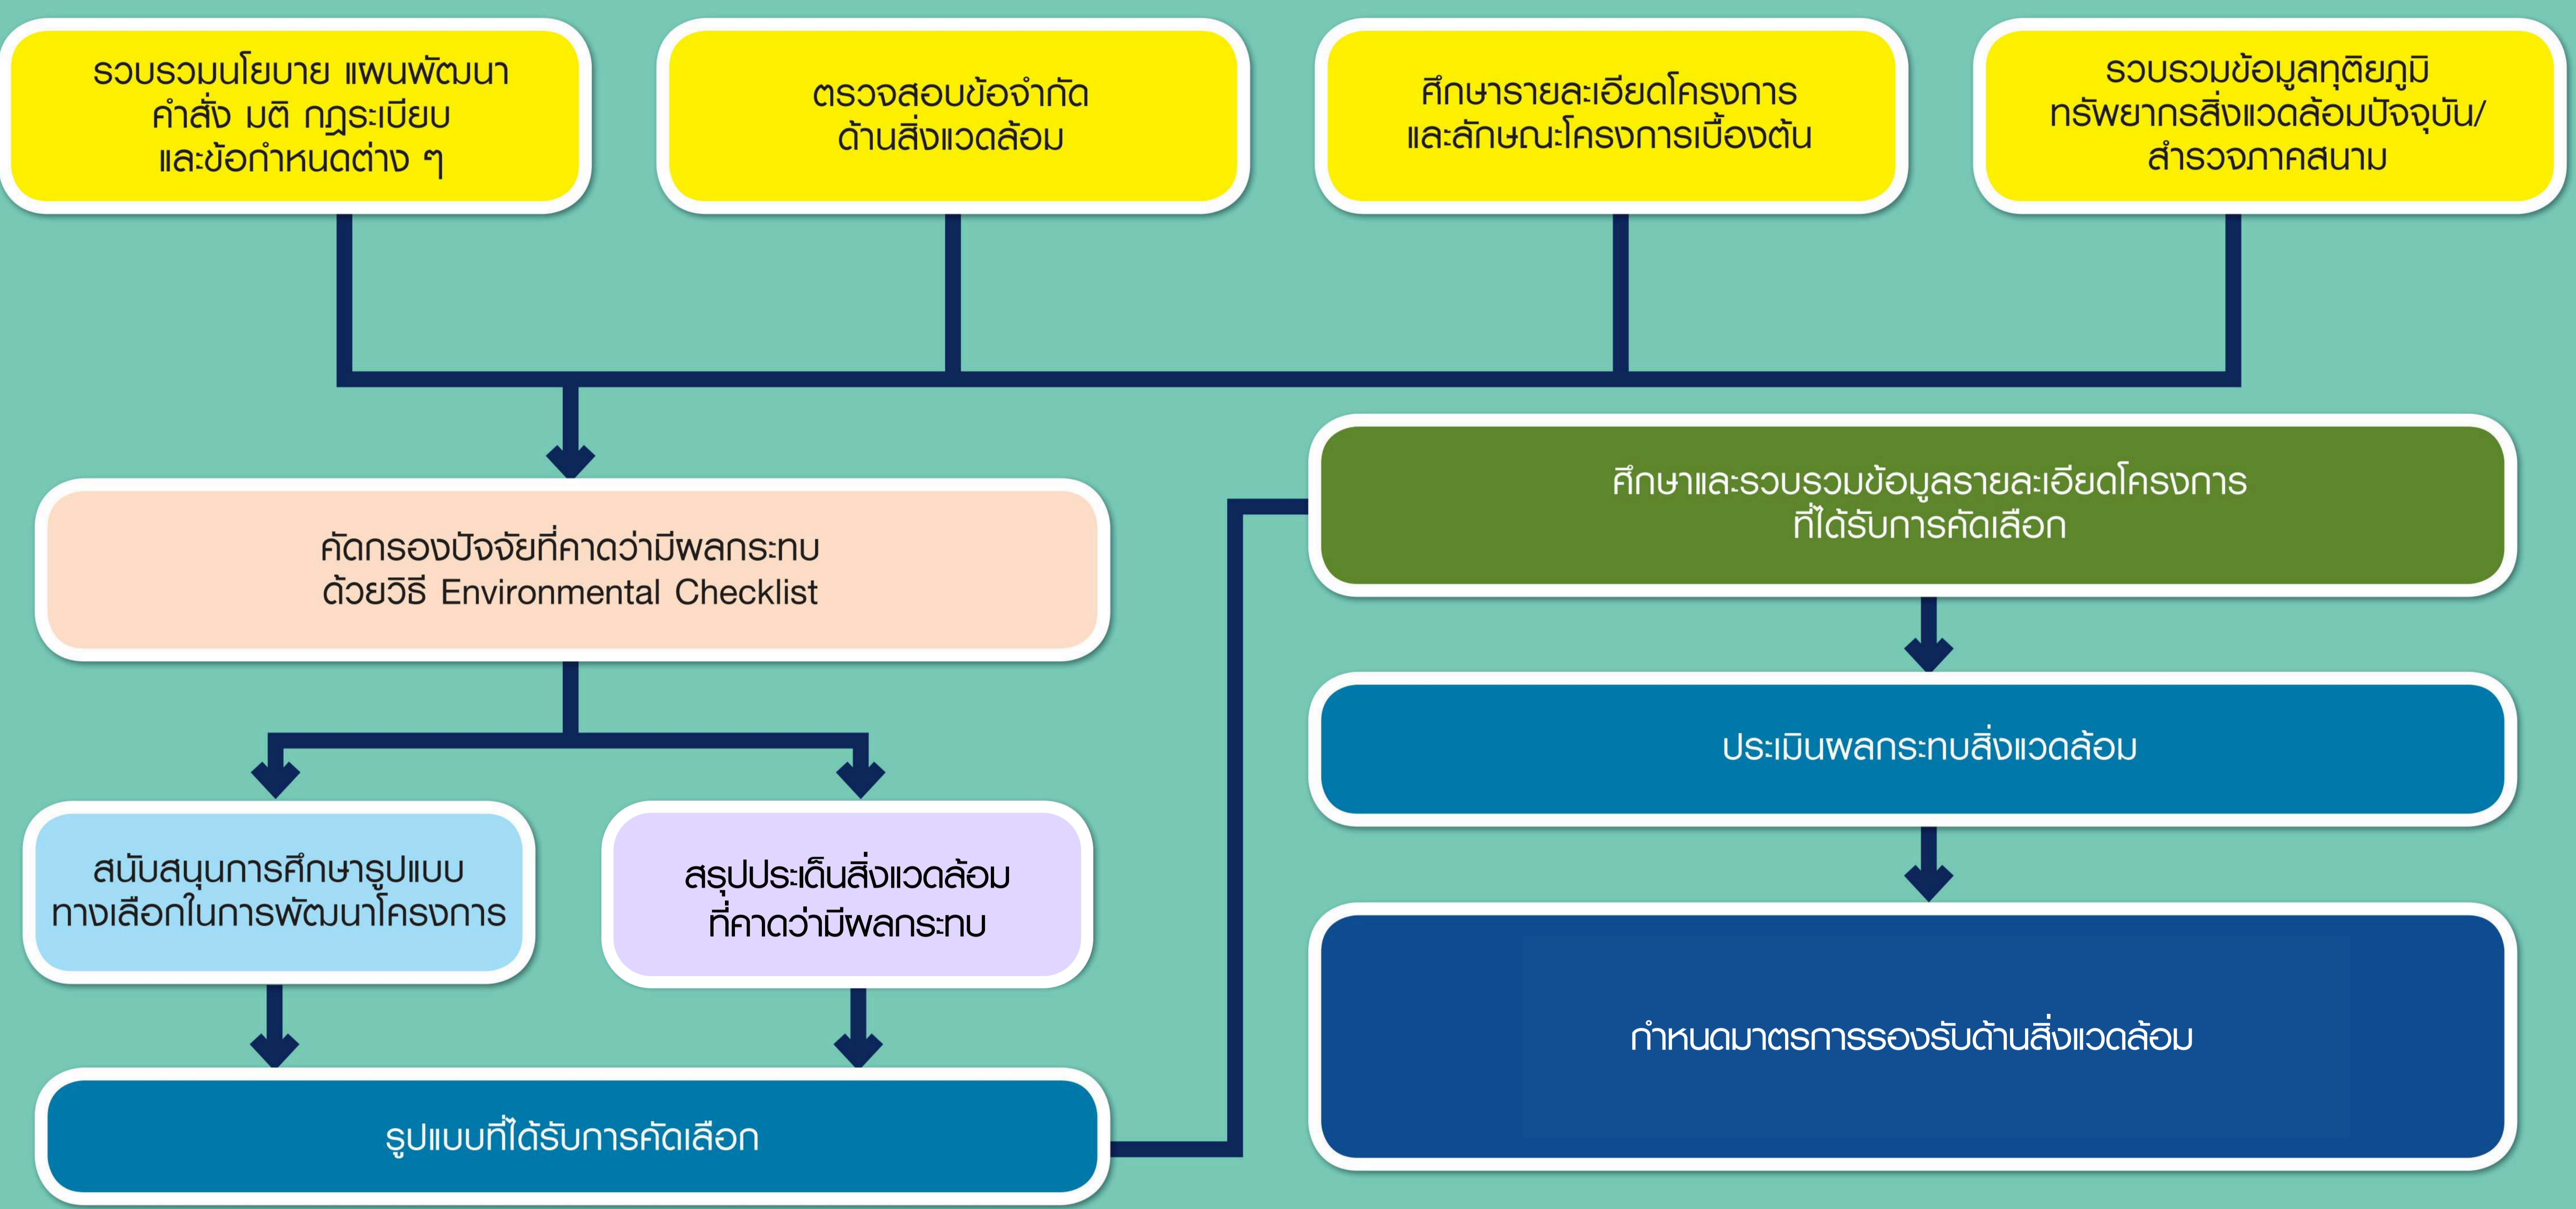 รวบรวมนโยบาย แผนพัฒนา
คำสั่ง มติ กฎระเบียบ
และข้อกำหนดต่าง ๆ
ตรวจสอบข้อจำกัด
ด้านสิ่งแวดล้อม
ศึกษารายละเอียดโครงการ
และลักษณะโครงการเบื้องต้น
รวบรวมข้อมูลทุติยภูมิ
ทรัพยากรสิ่งแวดล้อมปัจจุบัน/
สำรวจภาคสนาม
คัดกรองปัจจัยที่คาดว่ามีผลกระทบ
ด้วยวิธี Environmental Checklist
สนับสนุนการศึกษารูปแบบ
ทางเลือกในการพัฒนาโครงการ
สรุปประเด็นสิ่งแวดล้อม
ที่คาดว่ามีผลกระทบ
รูปแบบที่ได้รับการคัดเลือก
ศึกษาและรวบรวมข้อมูลรายละเอียดโครงการ
ที่ได้รับการคัดเลือก
ประเมินผลกระทบสิ่งแวดล้อม
กำหนดมาตรการรองรับด้านสิ่งแวดล้อม